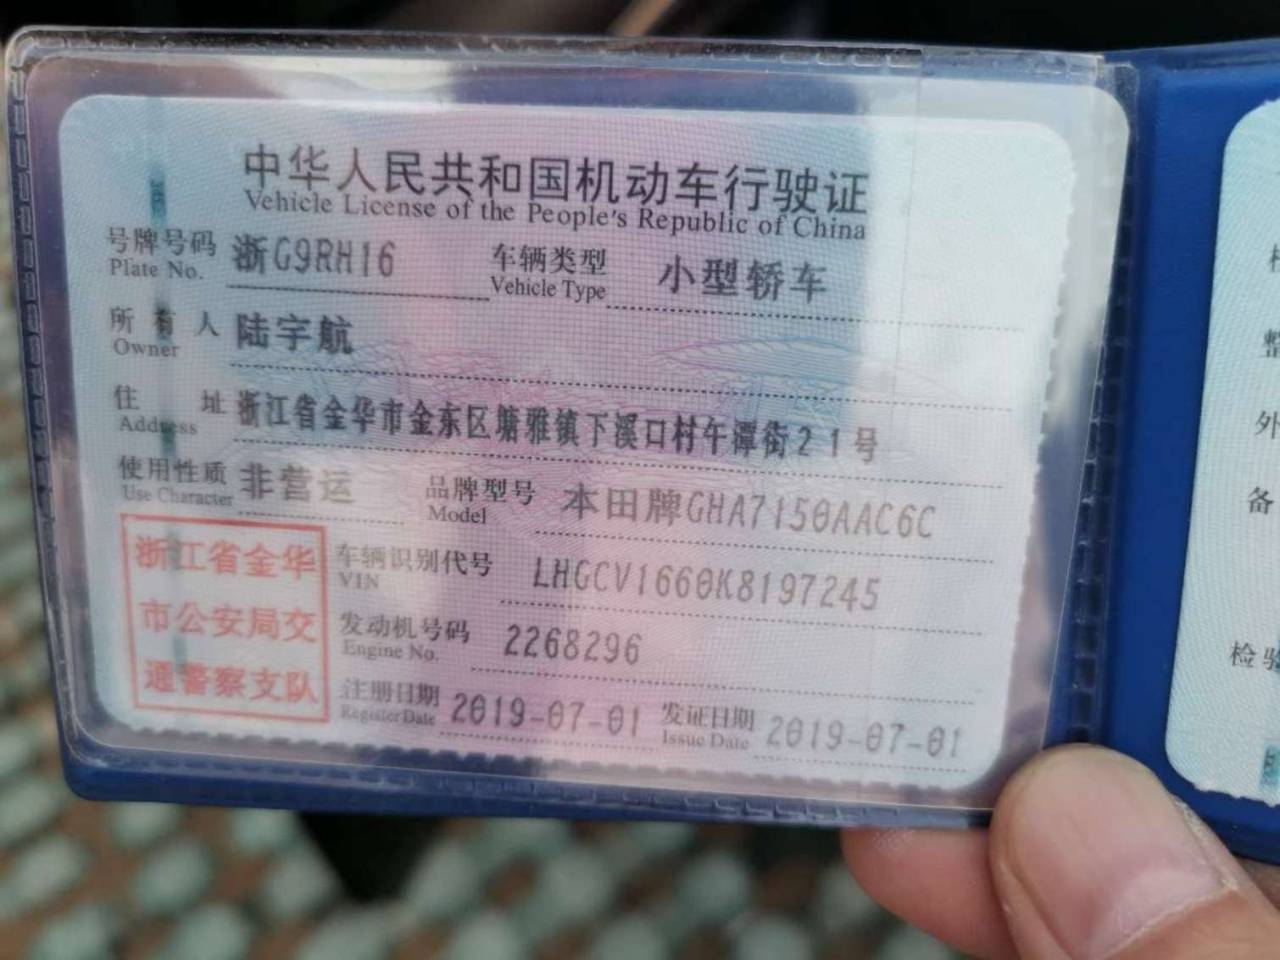 中华人民共和国机动车行驶证
Vehicle License of the People's Republic of China
号牌号码 浙G9RH16 车辆类型 小型轿车
Plate No. Vehicle Type
所有人 陆宇航
Owner
住址 浙江省金华市金东区塘雅镇下溪口村午潭街21号
Address
使用性质 非营运 品牌型号 本田牌GHA7150AAC6C
Use Character Model
浙江省金华
市公安局交
通警察支队
车辆识别代号 LHGCV1660K8197245
VIN
发动机号码 2268296
Engine No.
注册日期 2019-07-01 发证日期 2019-07-01
Register Date Issue Date
整
外
备
检验